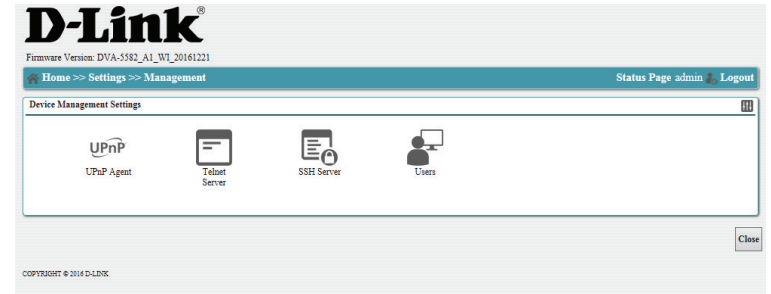 D-Link®
Firmware Version: DVA-5582_A1_WI_20161221
Home >> Settings >> Management
Status Page admin Logout
Device Management Settings
UPnP
UPnP Agent
Telnet
Server
SSH Server
Users
Close
COPYRIGHT © 2016 D-LINK